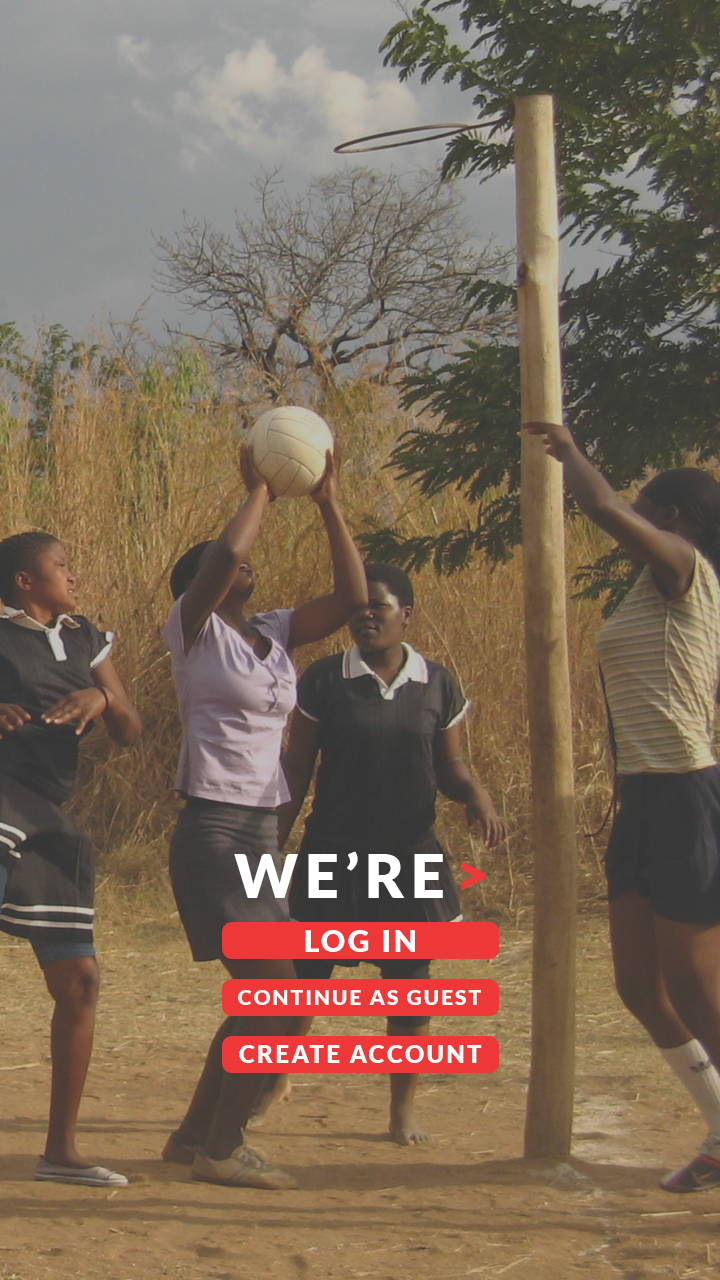 WE’RE >
LOG IN
CONTINUE AS GUEST
CREATE ACCOUNT